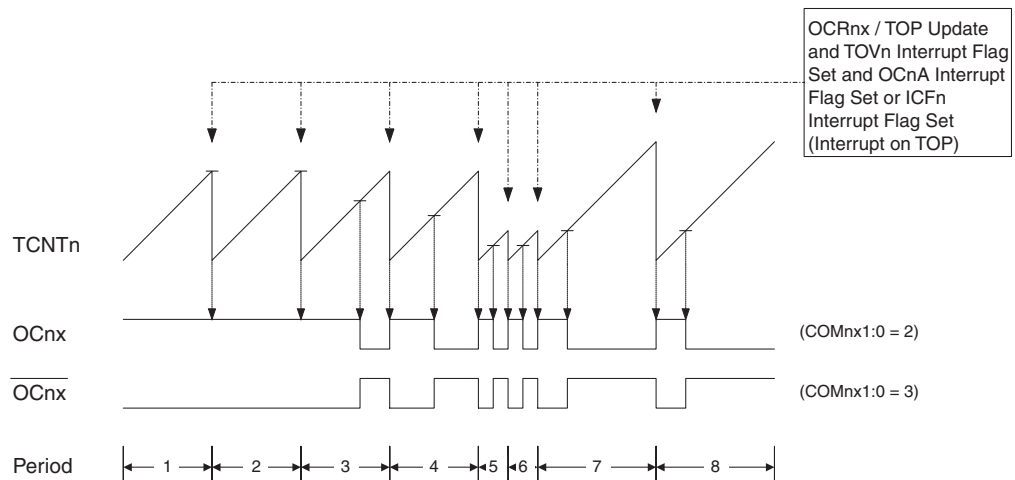 OCRnx / TOP Update
and TOVn Interrupt Flag
Set and OCnA Interrupt
Flag Set or ICFn
Interrupt Flag Set
(Interrupt on TOP)
TCNTn
OCnx
(COMnx1:0 = 2)
OCnx
(COMnx1:0 = 3)
Period
1
2
3
4
5
6
7
8